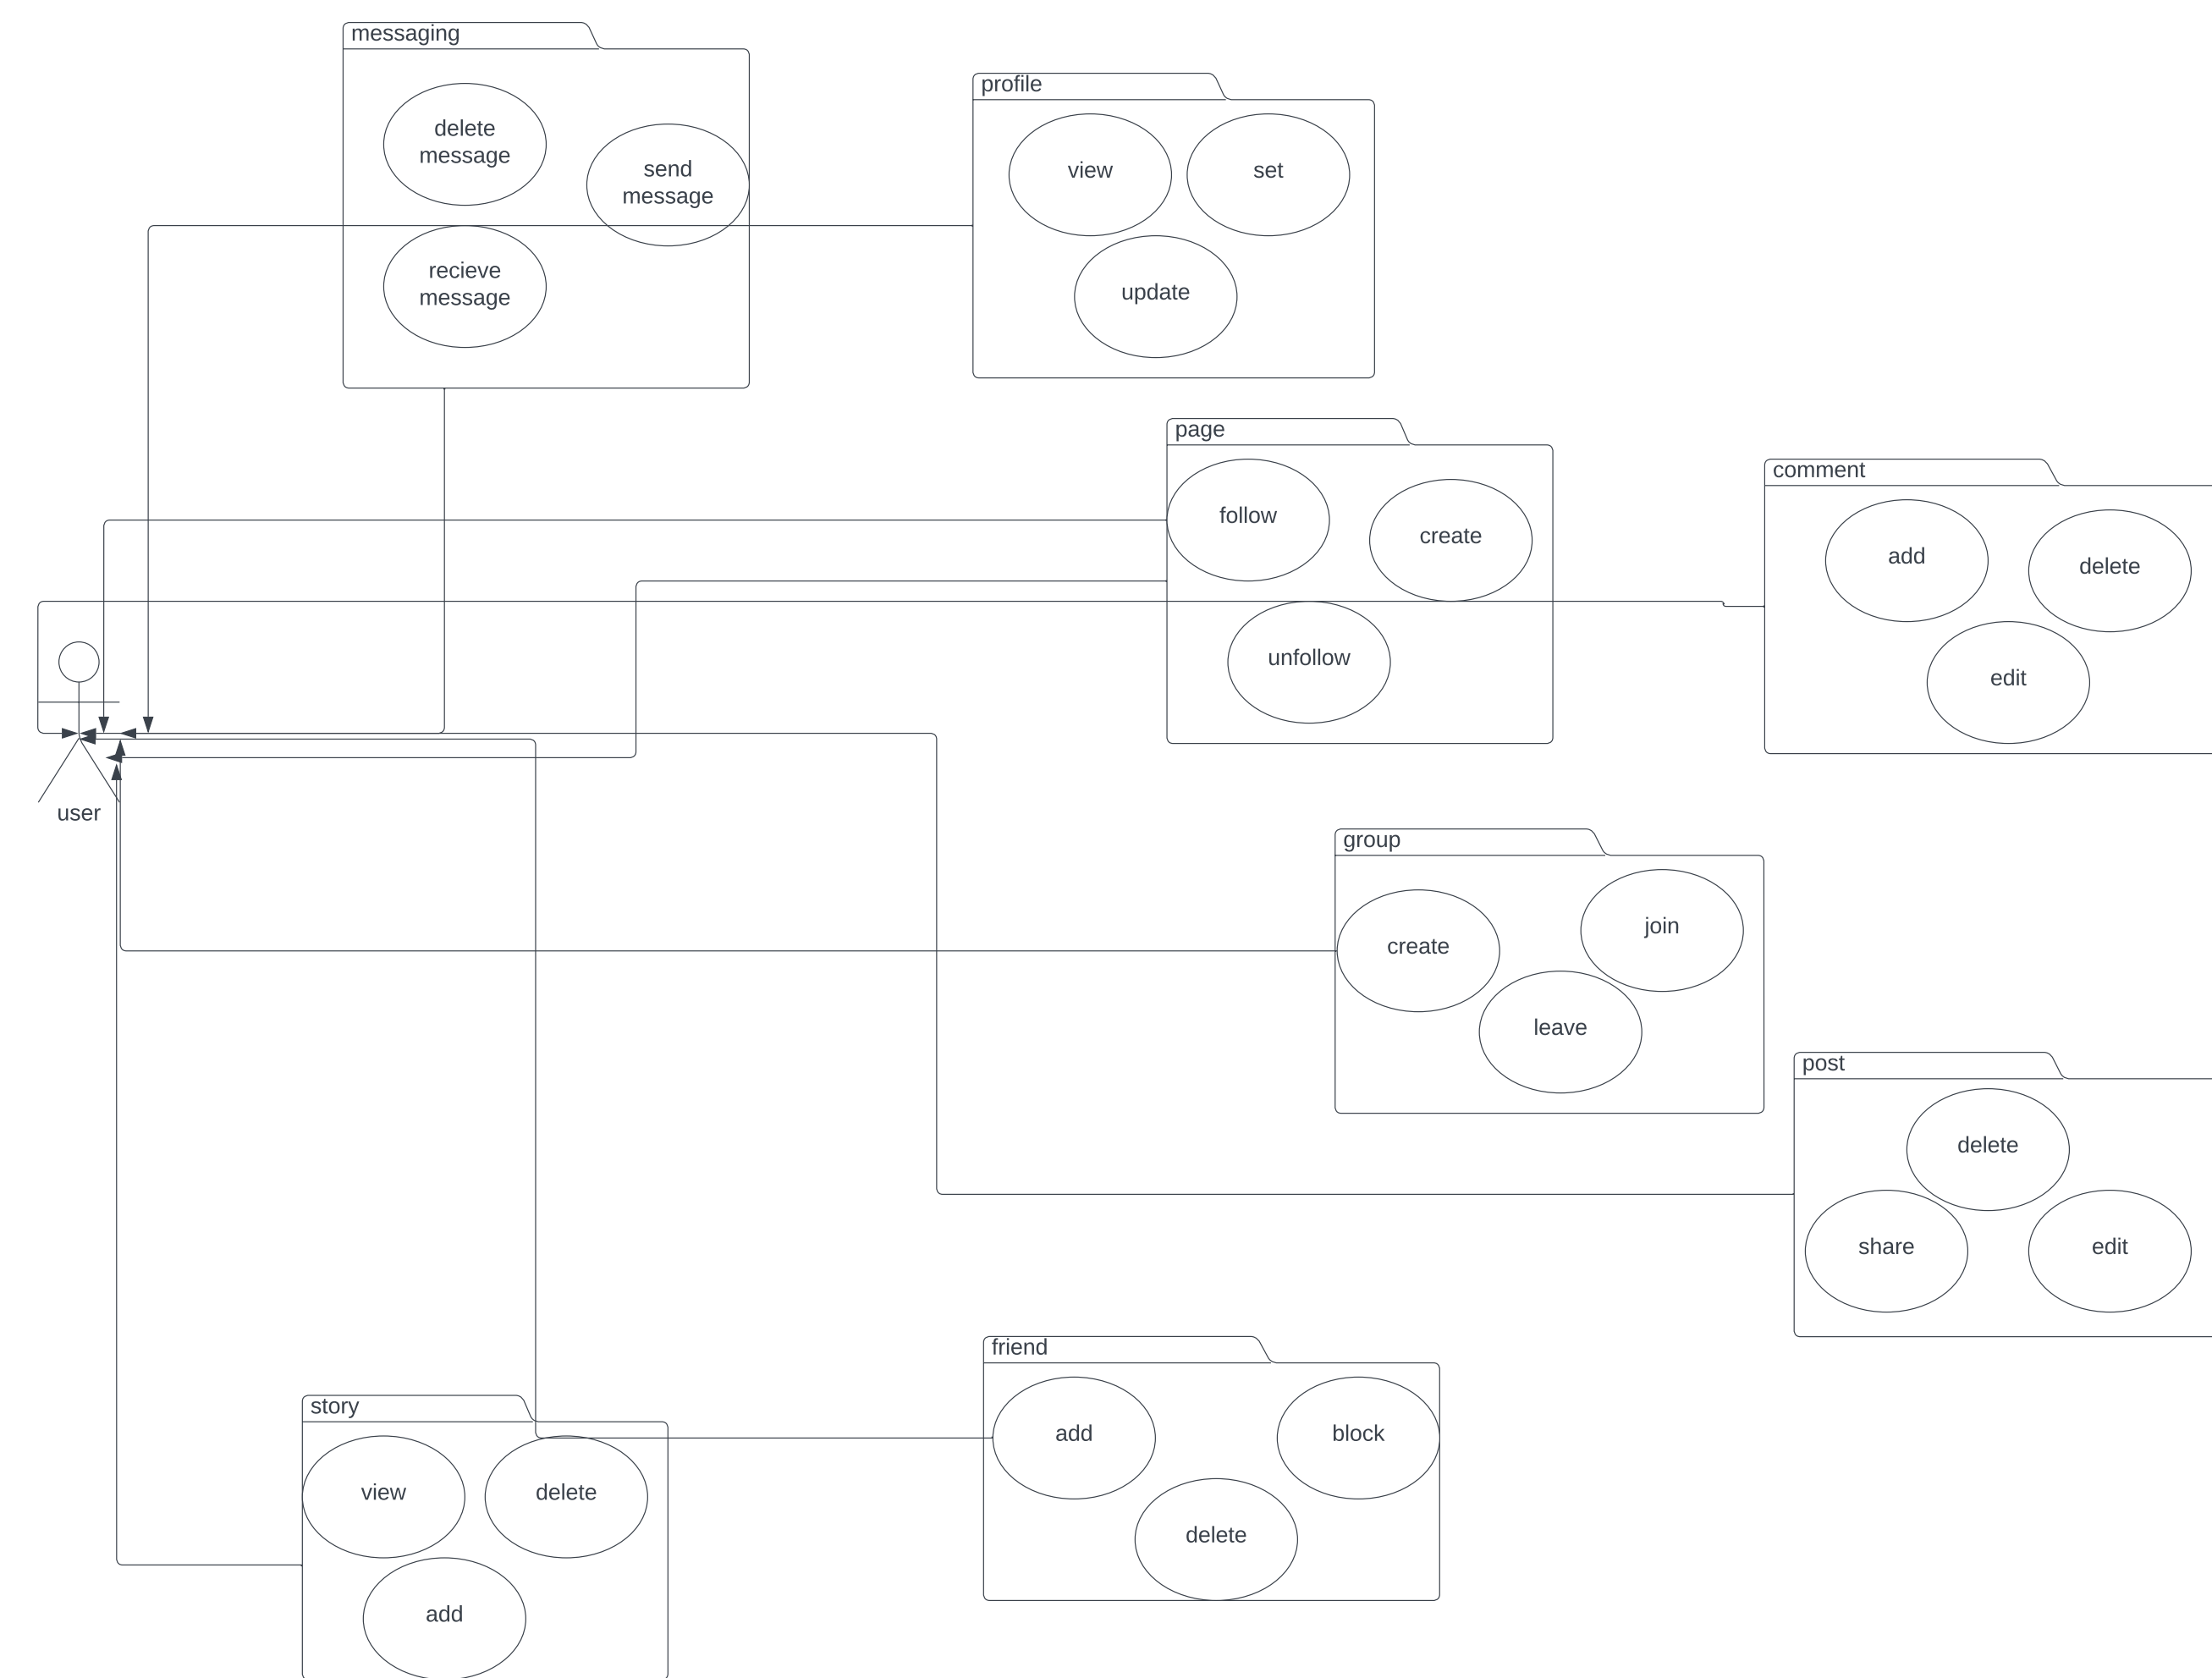 messaging
delete
message
send
message
recieve
message
profile
view
set
update
page
follow
create
unfollow
comment
add
delete
edit
user
group
create
join
leave
post
delete
share
edit
friend
add
block
delete
story
view
delete
add